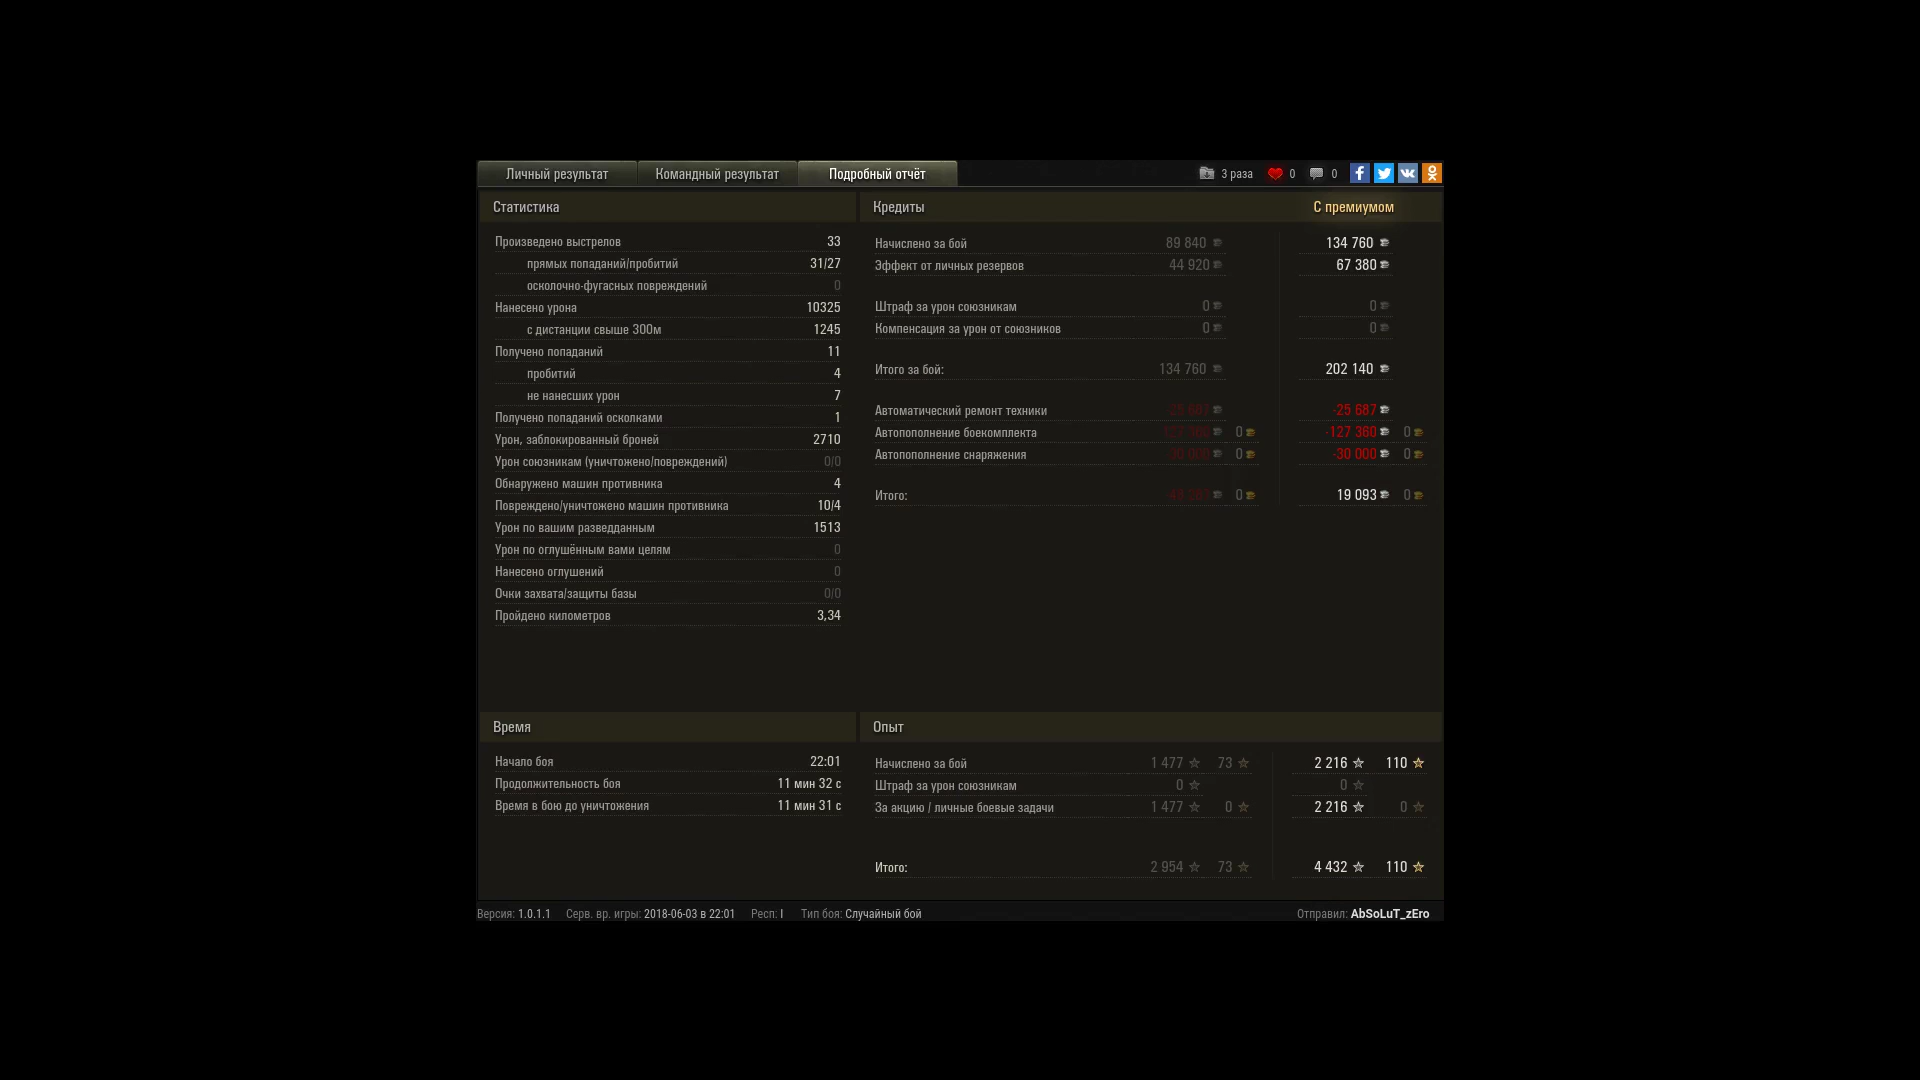 Личный результат Командный результат Подробный отчёт 3 раза 0 0
Статистика
Произведено выстрелов 33
прямых попаданий/пробитий 31/27
осколочно-фугасных повреждений 0
Нанесено урона 10325
с дистанции свыше 300м 1245
Получено попаданий 11
пробитий 4
не нанесших урон 7
Получено попаданий осколками 1
Урон, заблокированный броней 2710
Урон союзникам (уничтожено/повреждений) 0/0
Обнаружено машин противника 4
Повреждено/уничтожено машин противника 10/4
Урон по вашим разведданным 1513
Урон по оглушённым вами целям 0
Нанесено оглушений 0
Очки захвата/защиты базы 0/0
Пройдено километров 3,34
Кредиты С премиумом
Начислено за бой 89 840 134 760
Эффект от личных резервов 44 920 67 380
Штраф за урон союзникам 0 0
Компенсация за урон от союзников 0 0
Итого за бой: 134 760 202 140
Автоматический ремонт техники -25 687
Автопополнение боекомплекта 0 -127 360 0
Автопополнение снаряжения 0 -30 000 0
Итого: 0 19 093 0
Время
Начало боя 22:01
Продолжительность боя 11 мин 32 с
Время в бою до уничтожения 11 мин 31 с
Опыт
Начислено за бой 1 477 73 2 216 110
Штраф за урон союзникам 0 0
За акцию / личные боевые задачи 1 477 0 2 216 0
Итого: 2 954 73 4 432 110
Версия: 1.0.1.1 Серв. вр. игры: 2018-06-03 в 22:01 Респ: I Тип боя: Случайный бой Отправил: AbSoLuT_zEro